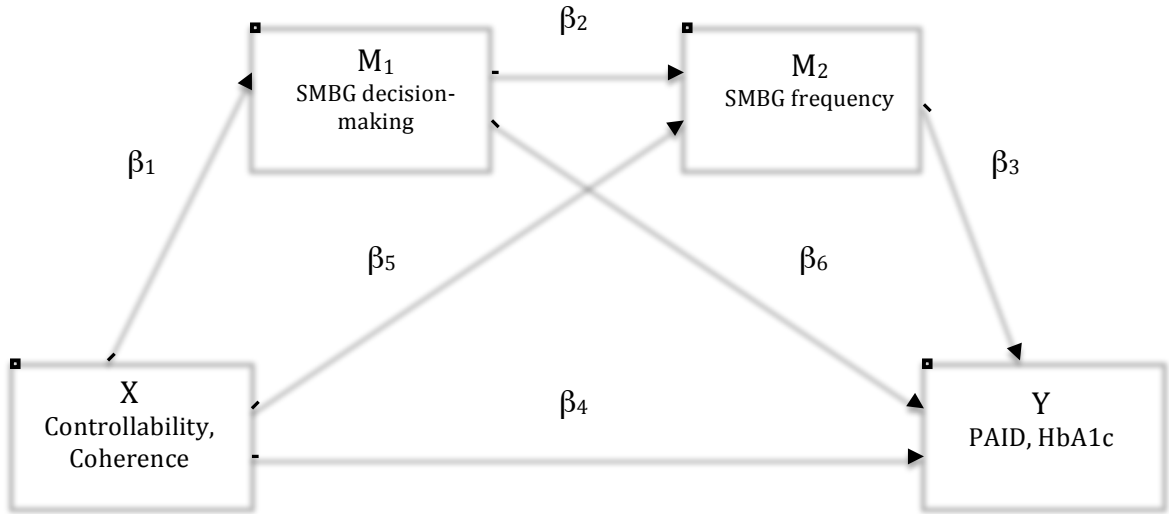 β2
M1
SMBG decision-
making
M2
SMBG frequency
β1
β3
β5
β6
X
Controllability,
Coherence
β4
Y
PAID, HbA1c